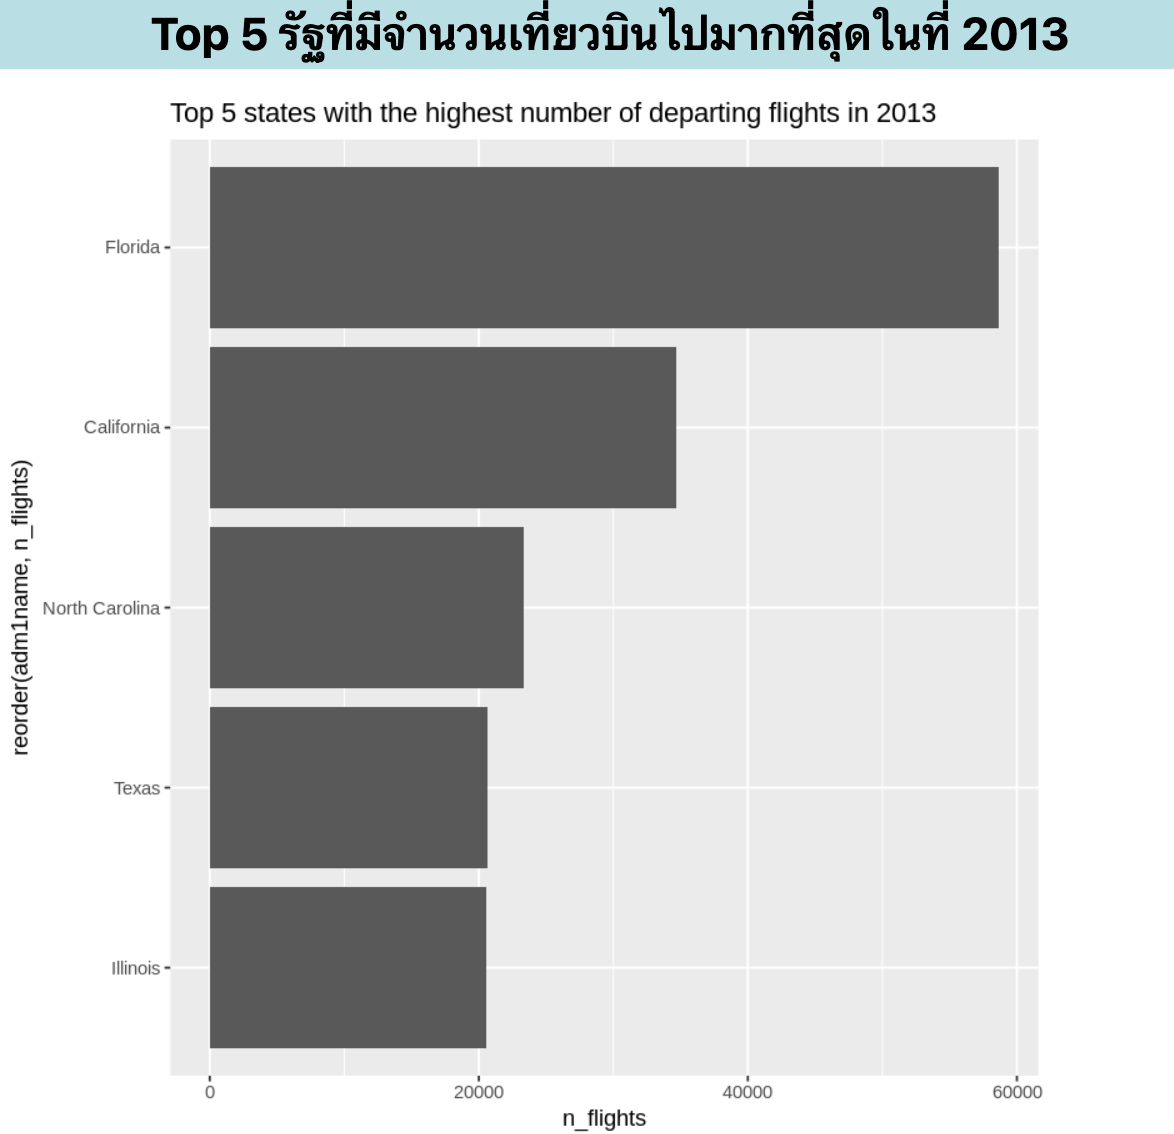 Top 5 รัฐที่มีจำนวนเที่ยวบินไปมากที่สุดในที่ 2013
Top 5 states with the highest number of departing flights in 2013
Florida
California
North Carolina
Texas
Illinois
reorder(adm1name, n_flights)
0 20000 40000 60000
n_flights